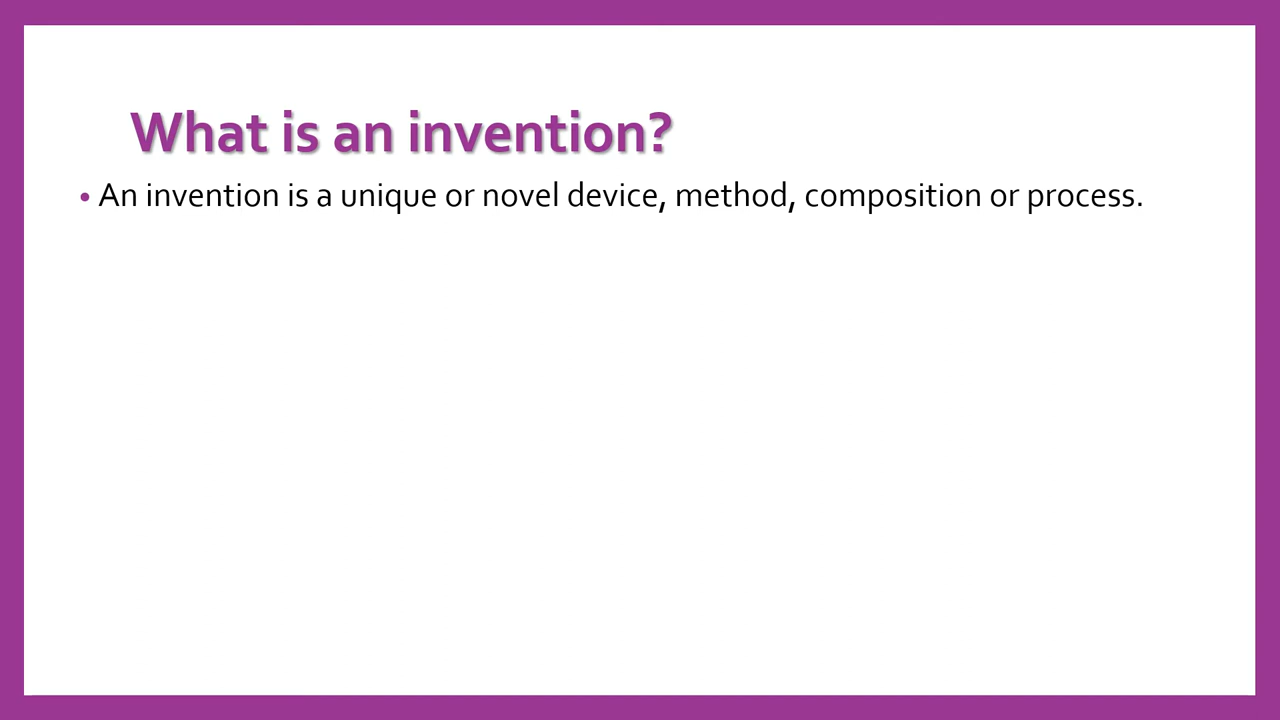 What is an invention?
• An invention is a unique or novel device, method, composition or process.